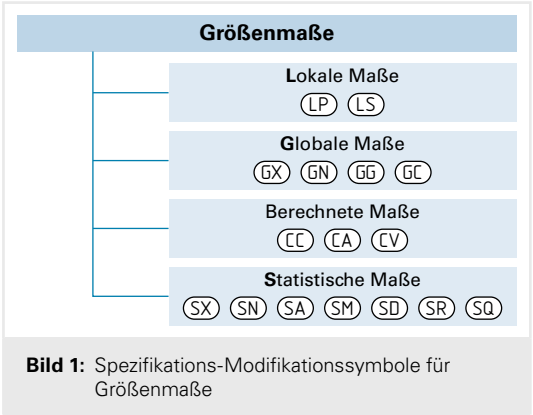 Größenmaße
Lokale Maße
LP LS
Globale Maße
GX GN GG GC
Berechnete Maße
CC CA CV
Statistische Maße
SX SN SA SM SD SR SQ
Bild 1: Spezifikations-Modifikationssymbole für
Größenmaße